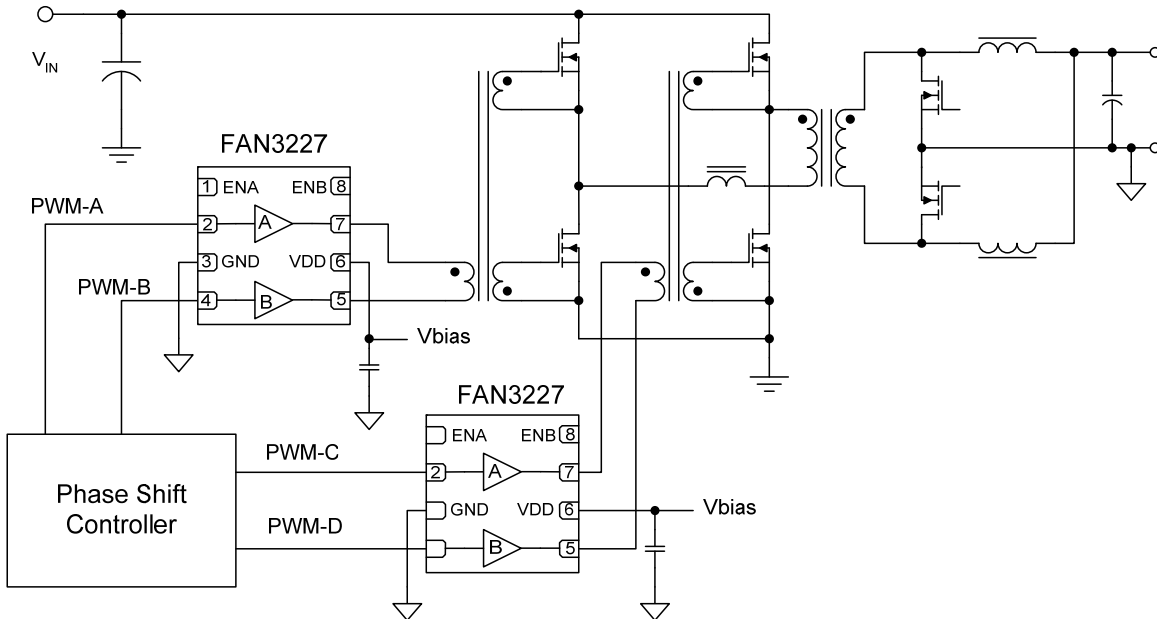 V_IN
FAN3227
1 ENA ENB 8
PWM-A
2 A 7
3 GND VDD 6
PWM-B
4 B 5
Vbias
FAN3227
ENA ENB 8
PWM-C
2 A 7
Phase Shift
Controller
GND VDD 6
Vbias
PWM-D
B 5